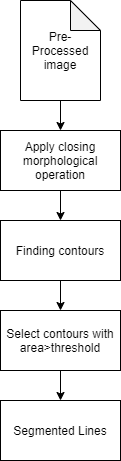 Pre-
Processed
image
Apply closing
morphological
operation
Finding contours
Select contours with
area>threshold
Segmented Lines